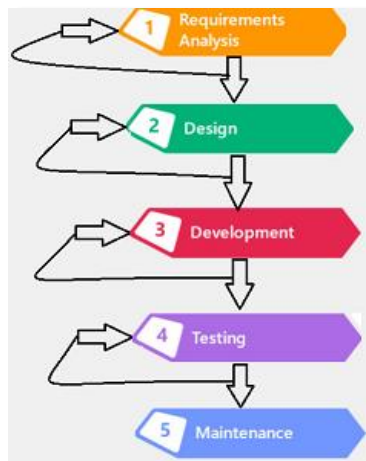 1 Requirements
Analysis
2 Design
3 Development
4 Testing
5 Maintenance